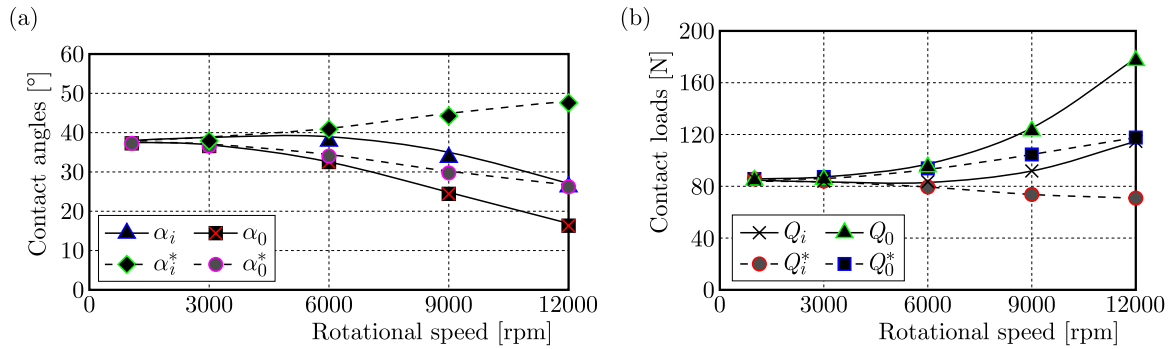 (a)
60
50
40
30
20
10
0
Contact angles [°]
α_i α_0
α_i^* α_0^*
0 3000 6000 9000 12000
Rotational speed [rpm]
(b)
200
160
120
80
40
0
Contact loads [N]
Q_i Q_0
Q_i^* Q_0^*
0 3000 6000 9000 12000
Rotational speed [rpm]